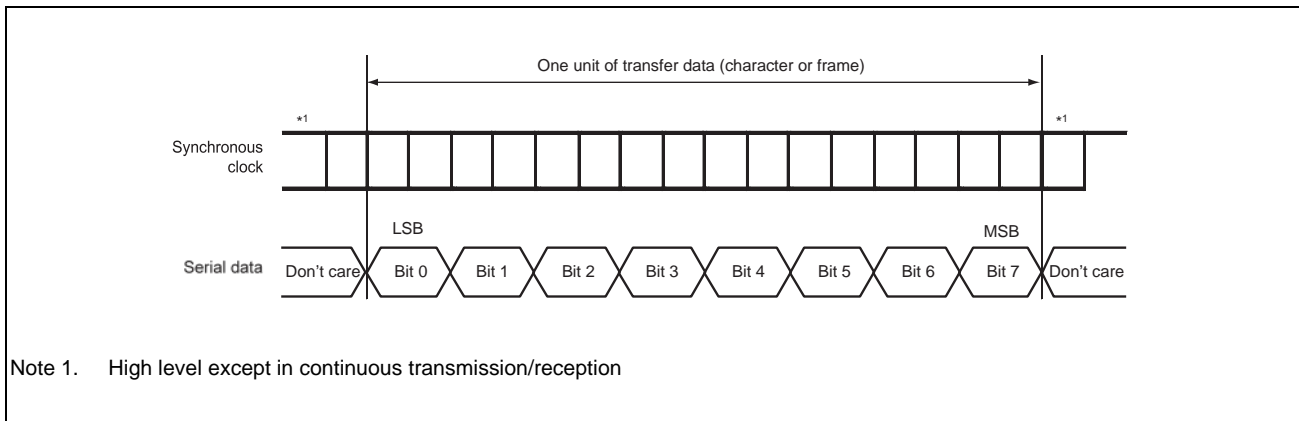 One unit of transfer data (character or frame)
*1
*1
Synchronous
clock
LSB
MSB
Serial data
Don't care
Bit 0
Bit 1
Bit 2
Bit 3
Bit 4
Bit 5
Bit 6
Bit 7
Don't care
Note 1. High level except in continuous transmission/reception